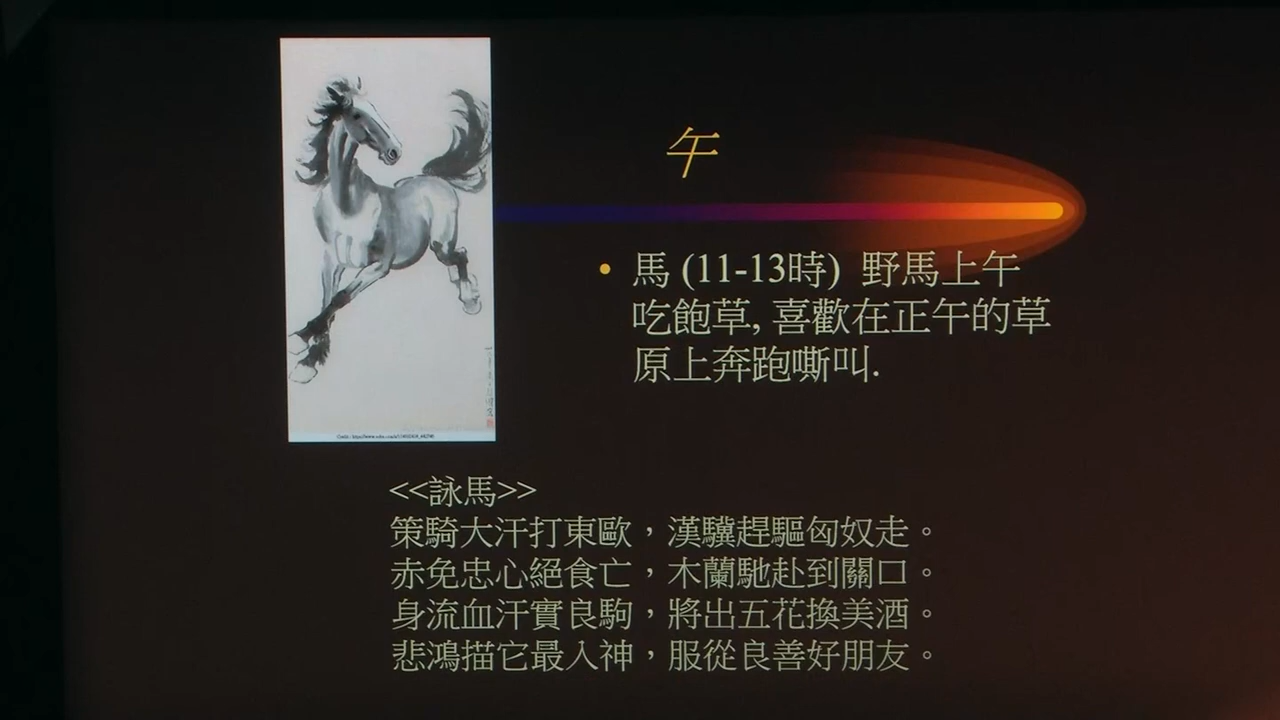 午
馬 (11-13時) 野馬上午
吃飽草, 喜歡在正午的草
原上奔跑嘶叫.
<<詠馬>>
策騎大汗打東歐，漢驥趕驅匈奴走。
赤免忠心絕食亡，木蘭馳赴到關口。
身流血汗實良駒，將出五花換美酒。
悲鴻描它最入神，服從良善好朋友。